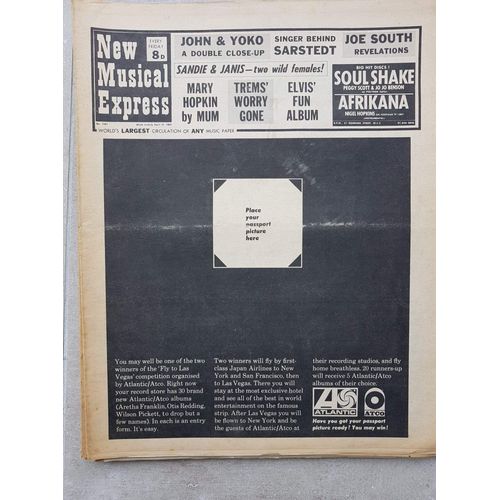 New
Musical
Express
EVERY
FRIDAY
8D
JOHN & YOKO
A DOUBLE CLOSE-UP
SINGER BEHIND
SARSTEDT
JOE SOUTH
REVELATIONS
SANDIE & JANIS—two wild females!
MARY
HOPKIN
by MUM
TREMS'
WORRY
GONE
ELVIS'
FUN
ALBUM
BIG HIT DISCS!
SOUL SHAKE
PEGGY SCOTT & JO JO BENSON
AFRIKANA
NIGEL HOPKINS
(INSTRUMENTAL)
WORLD'S LARGEST CIRCULATION OF ANY MUSIC PAPER
Place
your
passport
picture
here
You may well be one of the two
winners of the 'Fly to Las
Vegas' competition organised
by Atlantic/Atco. Right now
your record store has 30 brand
new Atlantic/Atco albums
(Aretha Franklin, Otis Redding,
Wilson Pickett, to drop but a
few names). In each is an entry
form. It's easy.
Two winners will fly by first-
class Japan Airlines to New
York and San Francisco, then
to Las Vegas. There you will
stay at the most exclusive hotel
and see all of the best in world
entertainment on the famous
strip. After Las Vegas you will
be flown to New York and be
the guests of Atlantic/Atco at
their recording studios, and fly
home breathless. 20 runners-up
will receive 5 Atlantic/Atco
albums of their choice.
ATLANTIC
ATCO
Have you got your passport
picture ready? You may win!